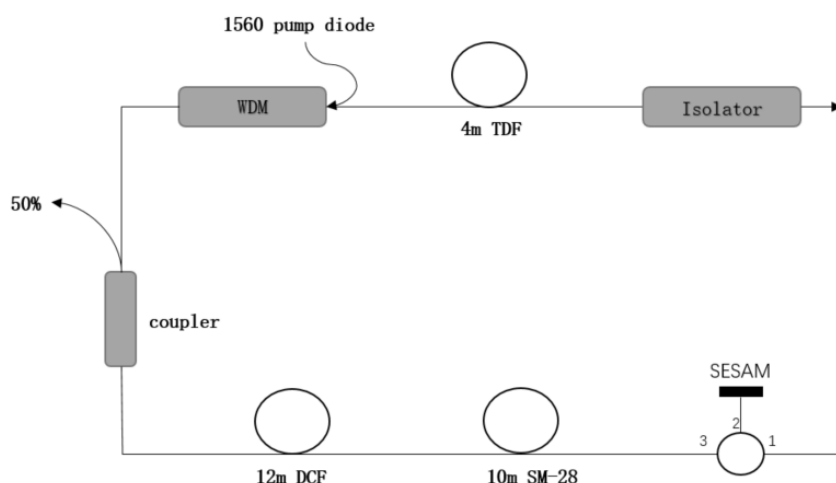 1560 pump diode
WDM
4m TDF
Isolator
50%
coupler
SESAM
2
3
1
12m DCF
10m SM-28